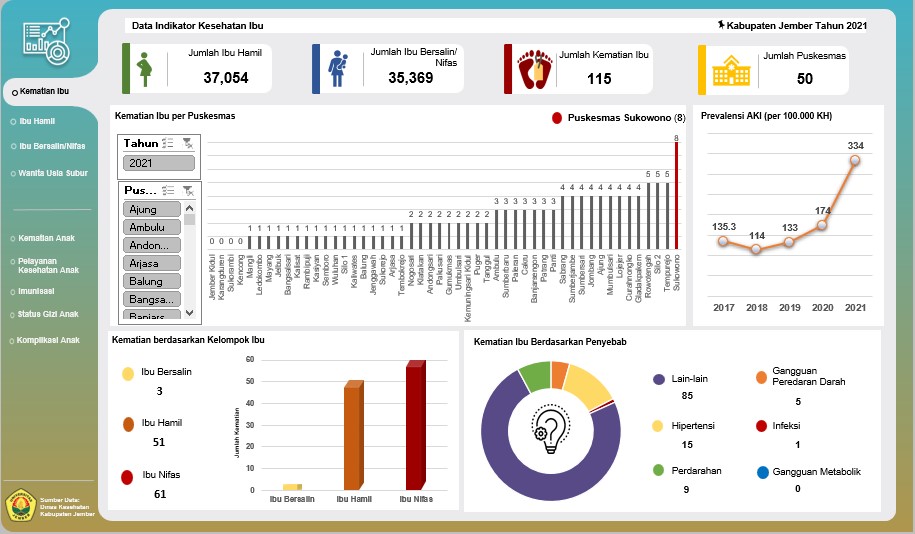 Data Indikator Kesehatan Ibu
Kabupaten Jember Tahun 2021
Jumlah Ibu Hamil
37,054
Jumlah Ibu Bersalin/
Nifas
35,369
Jumlah Kematian Ibu
115
Jumlah Puskesmas
50
Kematian Ibu
Ibu Hamil
Ibu Bersalin/Nifas
Wanita Usia Subur
Kematian Anak
Pelayanan
Kesehatan Anak
Imunisasi
Status Gizi Anak
Komplikasi Anak
Sumber Usta:
Dinas Kesehatan
Kabupaten Jember
Kematian Ibu per Puskesmas
Puskesmas Sukowono (8)
Tahun
2021
Pus...
Ajung
Ambulu
Andon...
Arjasa
Balung
Bangsa...
Banjars
0 0 0 0 1 1 1 1 1 1 1 1 1 1 1 1 1 2 2 2 2 2 2 2 2 2 3 3 3 3 3 3 3 4 4 4 4 4 4 4 4 4 5 5 5 8
Jember Kidul
Karangduren
Sukorambi
Kencong
Mangli
Ledokombo
Mayang
Jelbuk
Bangsalsari
Kalisat
Rambipuji
Kasiyan
Semboro
Wuluhan
Silo 1
Kaliwates
Balung
Jenggawah
Sukorejo
Arjasa
Tembokrejo
Nogosari
Klatakan
Andongsari
Pakusari
Gumukmas
Umbulsari
Kemuningsari Kidul
Puger
Tanggul
Ambulu
Sumberbaru
Paleran
Cakru
Banjarsengon
Patrang
Panti
Sabrang
Sumberjambe
Sumbersari
Jombang
Ajung
Mumbulsari
Lojejer
Curahnongko
Gladakpakem
Rowotengah
Silo 2
Tempurejo
Sukowono
Prevalensi AKI (per 100.000 KH)
135.3
114
133
174
334
2017 2018 2019 2020 2021
Kematian berdasarkan Kelompok Ibu
Ibu Bersalin
3
Ibu Hamil
51
Ibu Nifas
61
Jumlah Kematian
60
50
40
30
20
10
0
Ibu Bersalin Ibu Hamil Ibu Nifas
Kematian Ibu Berdasarkan Penyebab
Lain-lain
85
Gangguan
Peredaran Darah
5
Hipertensi
15
Infeksi
1
Perdarahan
9
Gangguan Metabolik
0